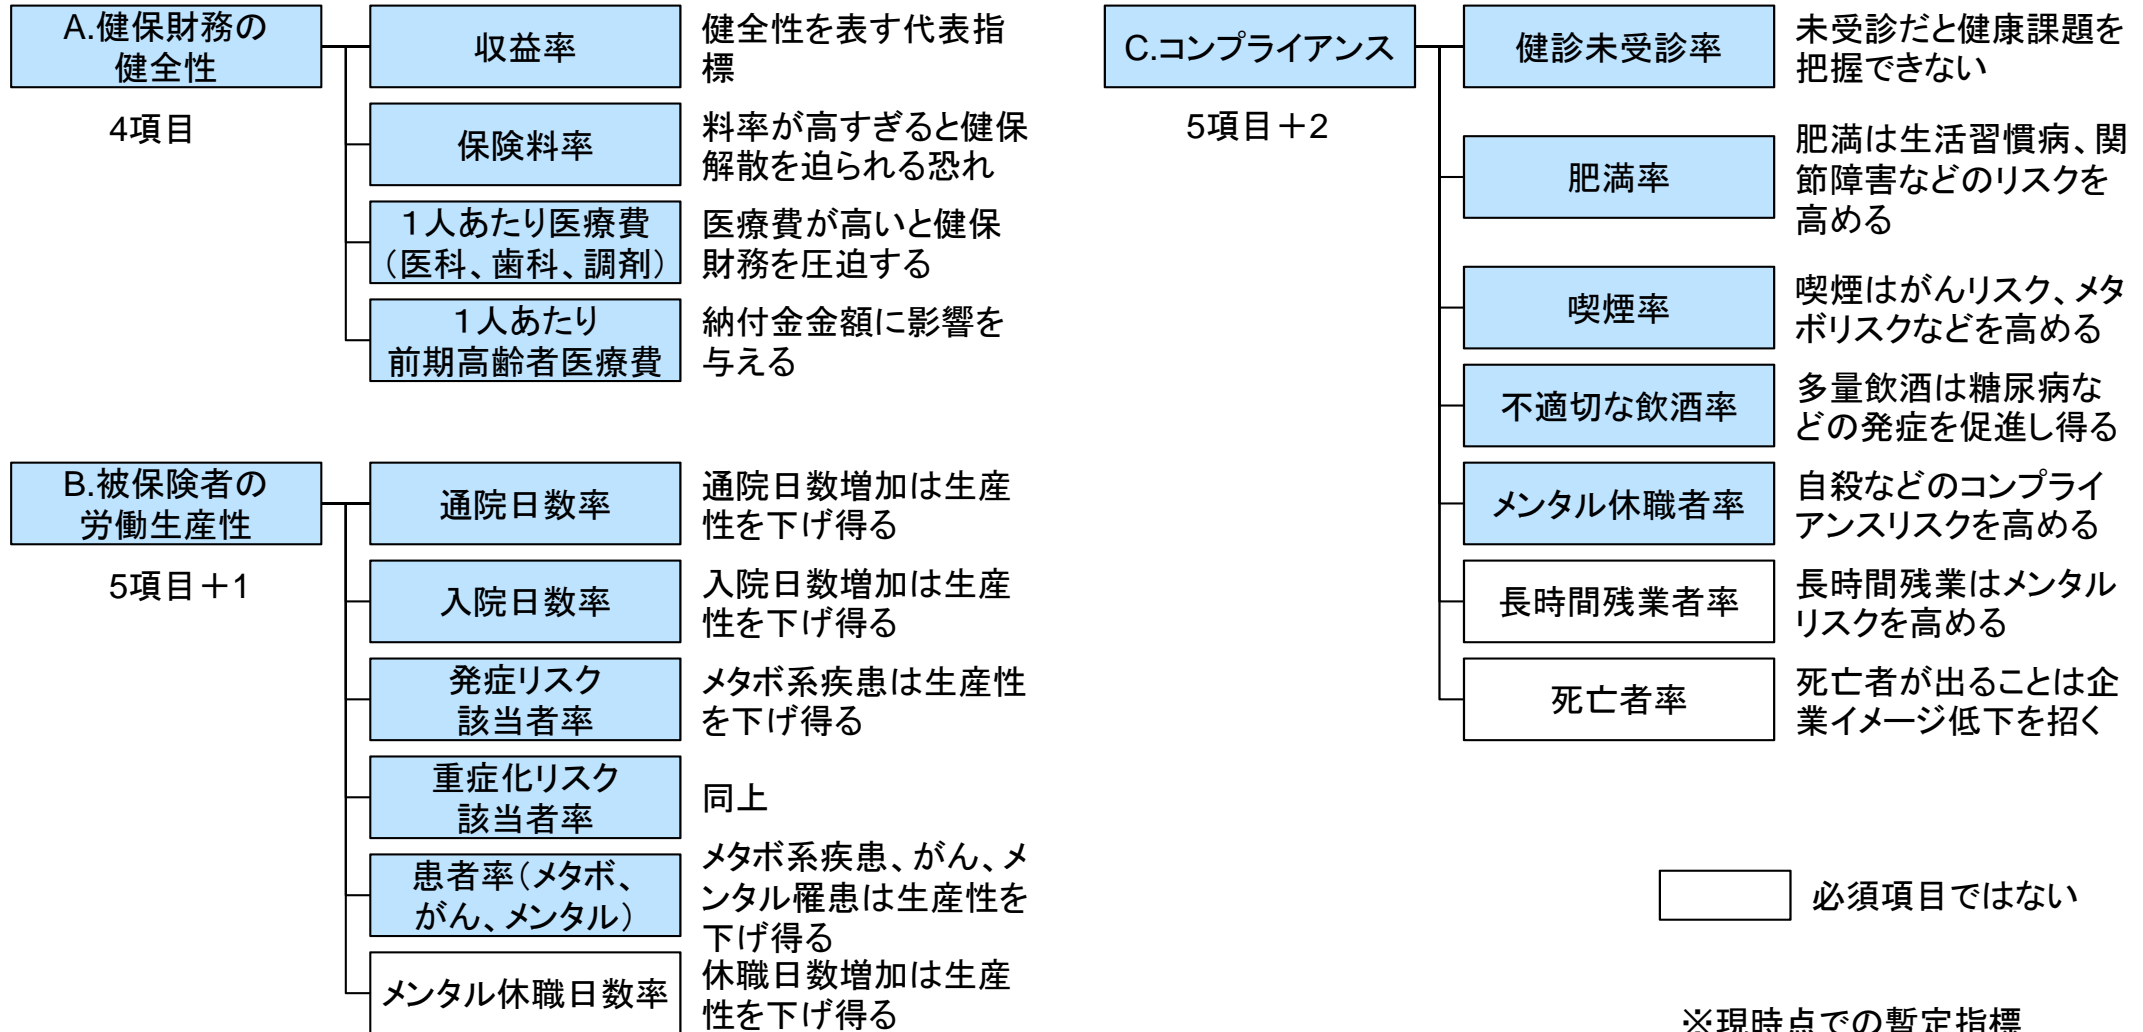 A.健保財務の
健全性
4項目
収益率
健全性を表す代表指
標
保険料率
料率が高すぎると健保
解散を迫られる恐れ
1人あたり医療費
(医科、歯科、調剤)
医療費が高いと健保
財務を圧迫する
1人あたり
前期高齢者医療費
納付金金額に影響を
与える
B.被保険者の
労働生産性
5項目+1
通院日数率
通院日数増加は生産
性を下げ得る
入院日数率
入院日数増加は生産
性を下げ得る
発症リスク
該当者率
メタボ系疾患は生産性
を下げ得る
重症化リスク
該当者率
同上
患者率(メタボ、
がん、メンタル)
メタボ系疾患、がん、メ
ンタル罹患は生産性を
下げ得る
メンタル休職日数率
休職日数増加は生産
性を下げ得る
C.コンプライアンス
5項目+2
健診未受診率
未受診だと健康課題を
把握できない
肥満率
肥満は生活習慣病、関
節障害などのリスクを
高める
喫煙率
喫煙はがんリスク、メタ
ボリスクなどを高める
不適切な飲酒率
多量飲酒は糖尿病な
どの発症を促進し得る
メンタル休職者率
自殺などのコンプライ
アンスリスクを高める
長時間残業者率
長時間残業はメンタル
リスクを高める
死亡者率
死亡者が出ることは企
業イメージ低下を招く
必須項目ではない
※現時点での暫定指標